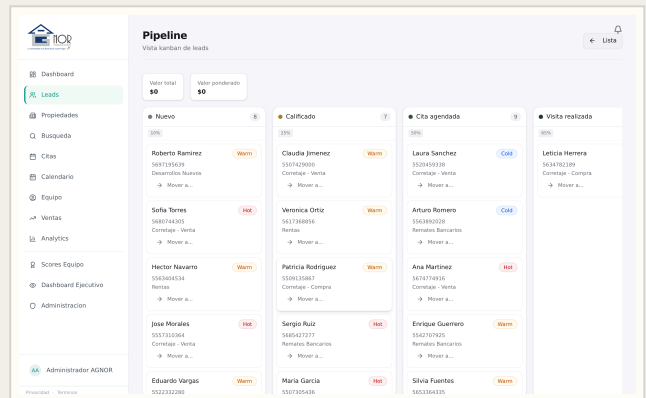 NOR
Dashboard
Leads
Propiedades
Busqueda
Citas
Calendario
Equipo
Ventas
Analytics
Scores Equipo
Dashboard Ejecutivo
Administracion
AA Administrador AGNOR
Privacidad · Terminos
Pipeline
Vista kanban de leads
← Lista
Valor total
$0
Valor ponderado
$0
Nuevo 8
10%
Roberto Ramirez Warm
5697195639
Desarrollos Nuevos
→ Mover a...
Sofia Torres Hot
5680744305
Corretaje - Venta
→ Mover a...
Hector Navarro Warm
5563404534
Rentas
→ Mover a...
Jose Morales Hot
5557310364
Corretaje - Venta
→ Mover a...
Eduardo Vargas Warm
5522332280
Calificado 7
25%
Claudia Jimenez Warm
5507429000
Corretaje - Venta
→ Mover a...
Veronica Ortiz Warm
5617368856
Rentas
→ Mover a...
Patricia Rodriguez Warm
5509135867
Corretaje - Compra
→ Mover a...
Sergio Ruiz Hot
5685427277
Remates Bancarios
→ Mover a...
Maria Garcia Hot
5507305436
Cita agendada 9
50%
Laura Sanchez Cold
5520459338
Corretaje - Venta
→ Mover a...
Arturo Romero Cold
5563892028
Remates Bancarios
→ Mover a...
Ana Martinez Hot
5674774916
Corretaje - Venta
→ Mover a...
Enrique Guerrero Warm
5542707925
Remates Bancarios
→ Mover a...
Silvia Fuentes Warm
5653364335
Visita realizada
65%
Leticia Herrera
5634782189
Corretaje - Compra
→ Mover a...